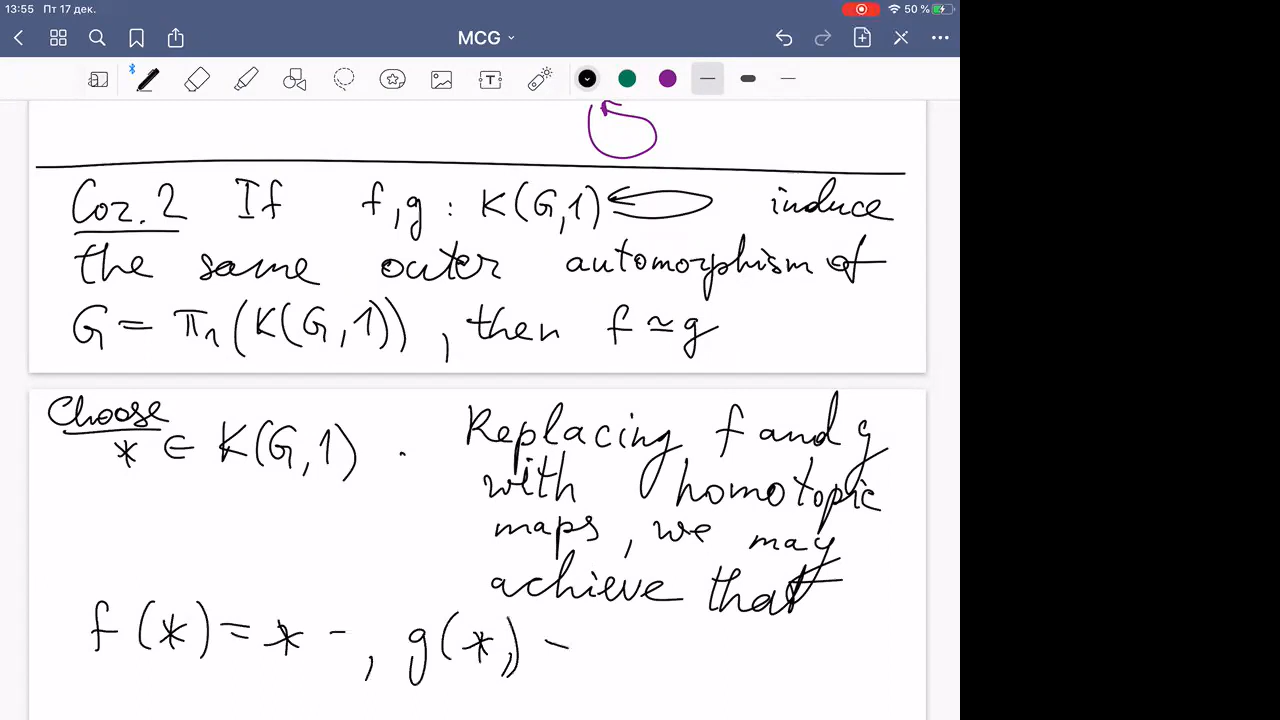 13:55 Пт 17 дек.
50 %
MCG
Cor. 2 If f, g : K(G,1) induce
the same outer automorphism of
G = π₁(K(G,1)), then f ≃ g
Choose
* ∈ K(G,1) .
Replacing f and g
with homotopic
maps, we may
achieve that
f(*) = * , g(*) -